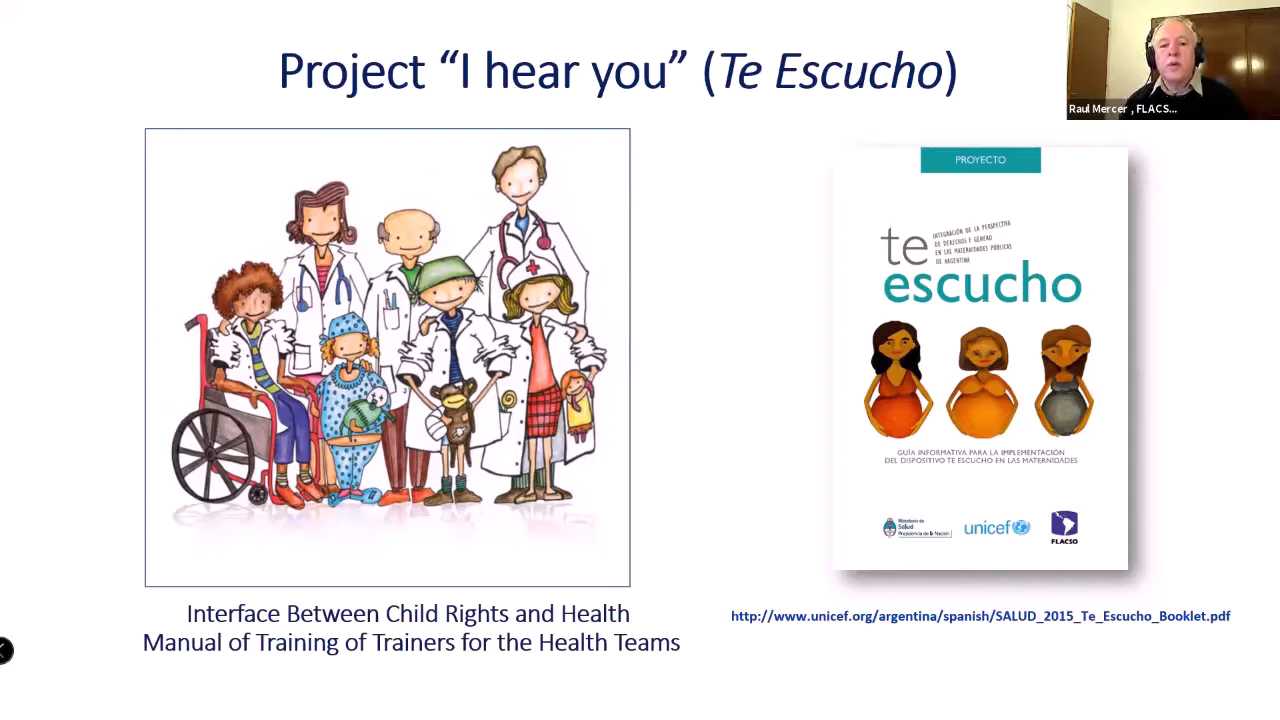 Project “I hear you” (Te Escucho)
Raul Mercer , FLACS...
PROYECTO
te
INTEGRACIÓN DE LA PERSPECTIVA
DE DERECHOS Y GÉNERO
EN LAS MATERNIDADES PÚBLICAS
DE ARGENTINA
escucho
GUÍA INFORMATIVA PARA LA IMPLEMENTACIÓN
DEL DISPOSITIVO TE ESCUCHO EN LAS MATERNIDADES
Ministerio de
Salud
Presidencia de la Nación
unicef
FLACSO
Interface Between Child Rights and Health
Manual of Training of Trainers for the Health Teams
http://www.unicef.org/argentina/spanish/SALUD_2015_Te_Escucho_Booklet.pdf